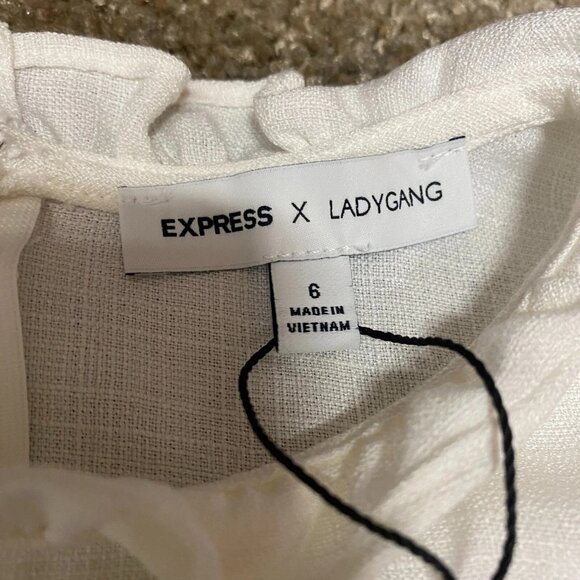 EXPRESS X LADYGANG
6
MADE IN
VIETNAM